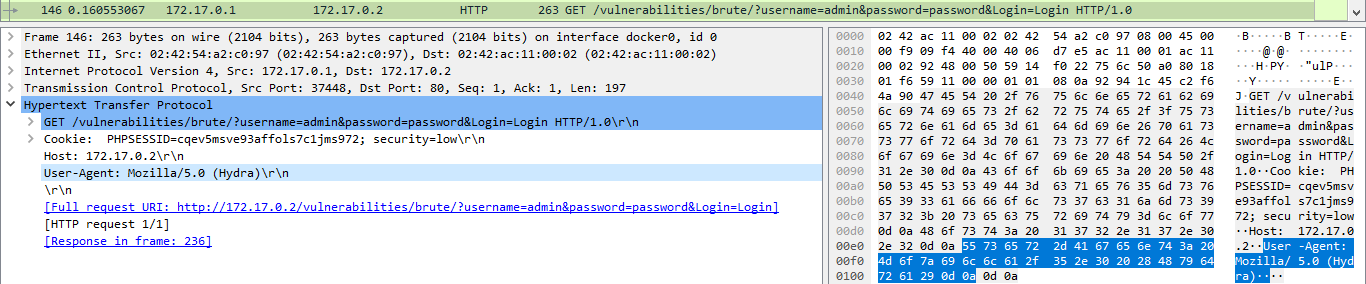 146 0.160553067 172.17.0.1 172.17.0.2 HTTP 263 GET /vulnerabilities/brute/?username=admin&password=password&Login=Login HTTP/1.0
Frame 146: 263 bytes on wire (2104 bits), 263 bytes captured (2104 bits) on interface docker0, id 0
Ethernet II, Src: 02:42:54:a2:c0:97 (02:42:54:a2:c0:97), Dst: 02:42:ac:11:00:02 (02:42:ac:11:00:02)
Internet Protocol Version 4, Src: 172.17.0.1, Dst: 172.17.0.2
Transmission Control Protocol, Src Port: 37448, Dst Port: 80, Seq: 1, Ack: 1, Len: 197
Hypertext Transfer Protocol
GET /vulnerabilities/brute/?username=admin&password=password&Login=Login HTTP/1.0\r\n
Cookie:  PHPSESSID=cqev5msve93affols7c1jms972; security=low\r\n
Host: 172.17.0.2\r\n
User-Agent: Mozilla/5.0 (Hydra)\r\n
\r\n
[Full request URI: http://172.17.0.2/vulnerabilities/brute/?username=admin&password=password&Login=Login]
[HTTP request 1/1]
[Response in frame: 236]
0000 02 42 ac 11 00 02 02 42 54 a2 c0 97 08 00 45 00 ·B·····B T·····E·
0010 00 f9 09 f4 40 00 40 06 d7 e5 ac 11 00 01 ac 11 ····@·@· ········
0020 00 02 92 48 00 50 59 14 f0 22 75 6c 50 a0 80 18 ···H·PY· ·"ulP···
0030 01 f6 59 11 00 00 01 01 08 0a 92 94 1c 45 c2 f6 ··Y····· ·····E··
0040 4a 90 47 45 54 20 2f 76 75 6c 6e 65 72 61 62 69 J·GET /v ulnerabi
0050 6c 69 74 69 65 73 2f 62 72 75 74 65 2f 3f 75 73 lities/b rute/?us
0060 65 72 6e 61 6d 65 3d 61 64 6d 69 6e 26 70 61 73 ername=a dmin&pas
0070 73 77 6f 72 64 3d 70 61 73 73 77 6f 72 64 26 4c sword=pa ssword&L
0080 6f 67 69 6e 3d 4c 6f 67 69 6e 20 48 54 54 50 2f ogin=Log in HTTP/
0090 31 2e 30 0d 0a 43 6f 6f 6b 69 65 3a 20 20 50 48 1.0··Coo kie:  PH
00a0 50 53 45 53 53 49 44 3d 63 71 65 76 35 6d 73 76 PSESSID= cqev5msv
00b0 65 39 33 61 66 66 6f 6c 73 37 63 31 6a 6d 73 39 e93affol s7c1jms9
00c0 37 32 3b 20 73 65 63 75 72 69 74 79 3d 6c 6f 77 72; secu rity=low
00d0 0d 0a 48 6f 73 74 3a 20 31 37 32 2e 31 37 2e 30 ··Host: 172.17.0
00e0 2e 32 0d 0a 55 73 65 72 2d 41 67 65 6e 74 3a 20 .2··User -Agent:
00f0 4d 6f 7a 69 6c 6c 61 2f 35 2e 30 20 28 48 79 64 Mozilla/ 5.0 (Hyd
0100 72 61 29 0d 0a 0d 0a ra)····